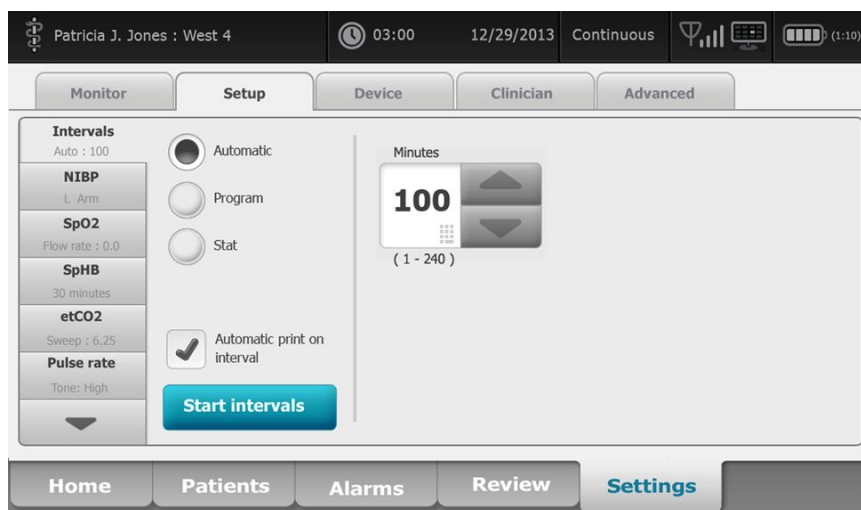 Patricia J. Jones : West 4
03:00
12/29/2013
Continuous
(1:10)
Monitor
Setup
Device
Clinician
Advanced
Intervals
Auto : 100
NIBP
L Arm
SpO2
Flow rate : 0.0
SpHB
30 minutes
etCO2
Sweep : 6.25
Pulse rate
Tone: High
Automatic
Program
Stat
Automatic print on
interval
Start intervals
Minutes
100
( 1 - 240 )
Home
Patients
Alarms
Review
Settings